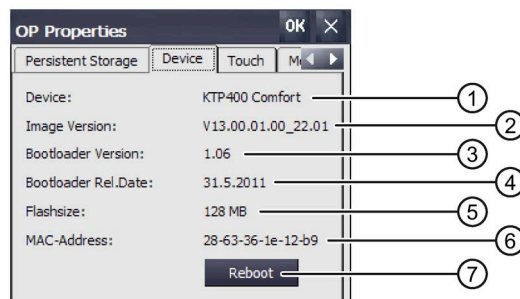 OP Properties OK ×
Persistent Storage Device Touch
Device: KTP400 Comfort 1
Image Version: V13.00.01.00_22.01 2
Bootloader Version: 1.06 3
Bootloader Rel.Date: 31.5.2011 4
Flashsize: 128 MB 5
MAC-Address: 28-63-36-1e-12-b9 6
Reboot 7